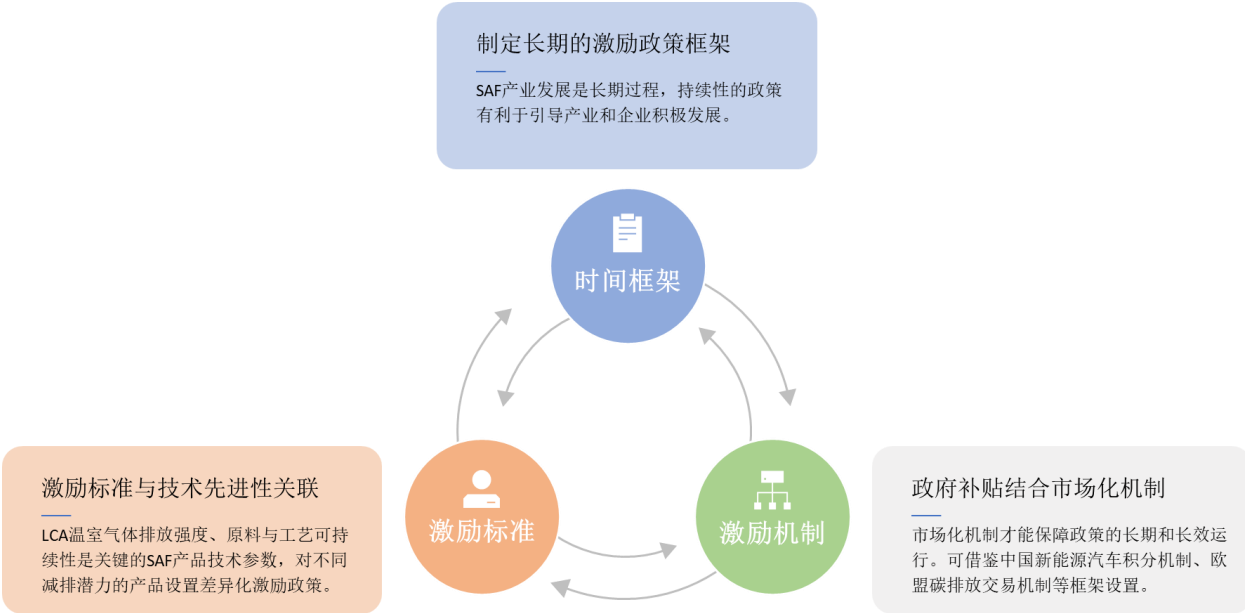 制定长期的激励政策框架
SAF产业发展是长期过程，持续性的政策
有利于引导产业和企业积极发展。
时间框架
激励标准与技术先进性关联
LCA温室气体排放强度、原料与工艺可持
续性是关键的SAF产品技术参数，对不同
减排潜力的产品设置差异化激励政策。
激励标准
激励机制
政府补贴结合市场化机制
市场化机制才能保障政策的长期和长效运
行。可借鉴中国新能源汽车积分机制、欧
盟碳排放交易机制等框架设置。